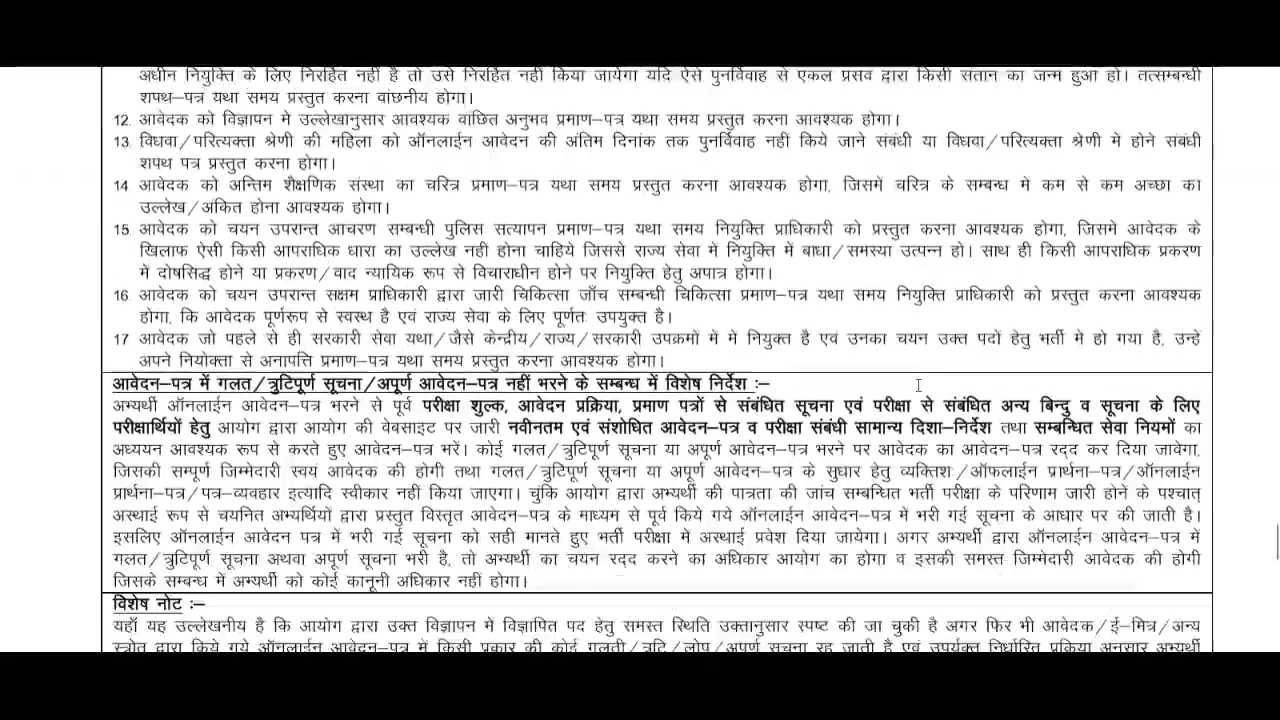 अधीन नियुक्ति के लिए निरर्हित नहीं है तो उसे निरर्हित नहीं किया जायेगा यदि ऐसे पुनर्विवाह से एकल प्रसव द्वारा किसी संतान का जन्म हुआ हो। तत्सम्बन्धी
शपथ–पत्र यथा समय प्रस्तुत करना वांछनीय होगा।
12. आवेदक को विज्ञापन मे उल्लेखानुसार आवश्यक वांछित अनुभव प्रमाण–पत्र यथा समय प्रस्तुत करना आवश्यक होगा।
13. विधवा/परित्यक्ता श्रेणी की महिला को ऑनलाईन आवेदन की अंतिम दिनांक तक पुनर्विवाह नहीं किये जाने संबंधी या विधवा/परित्यक्ता श्रेणी में होने संबंधी
शपथ पत्र प्रस्तुत करना होगा।
14 आवेदक को अन्तिम शैक्षणिक संस्था का चरित्र प्रमाण–पत्र यथा समय प्रस्तुत करना आवश्यक होगा, जिसमें चरित्र के सम्बन्ध में कम से कम अच्छा का
उल्लेख/अंकित होना आवश्यक होगा।
15. आवेदक को चयन उपरान्त आचरण सम्बन्धी पुलिस सत्यापन प्रमाण–पत्र यथा समय नियुक्ति प्राधिकारी को प्रस्तुत करना आवश्यक होगा, जिसमें आवेदक के
खिलाफ ऐसी किसी आपराधिक धारा का उल्लेख नही होना चाहिये जिससे राज्य सेवा में नियुक्ति में बाधा/समस्या उत्पन्न हो। साथ ही किसी आपराधिक प्रकरण
में दोषसिद्ध होने या प्रकरण/वाद न्यायिक रूप से विचाराधीन होने पर नियुक्ति हेतु अपात्र होगा।
16. आवेदक को चयन उपरान्त सक्षम प्राधिकारी द्वारा जारी चिकित्सा जाँच सम्बन्धी चिकित्सा प्रमाण–पत्र यथा समय नियुक्ति प्राधिकारी को प्रस्तुत करना आवश्यक
होगा, कि आवेदक पूर्णरूप से स्वस्थ है एवं राज्य सेवा के लिए पूर्णतः उपयुक्त है।
17 आवेदक जो पहले से ही सरकारी सेवा यथा/जैसे केन्द्रीय/राज्य/सरकारी उपक्रमों में में नियुक्त है एवं उनका चयन उक्त पदों हेतु भर्ती मे हो गया है, उन्हें
अपने नियोक्ता से अनापत्ति प्रमाण–पत्र यथा समय प्रस्तुत करना आवश्यक होगा।
आवेदन–पत्र में गलत/त्रुटिपूर्ण सूचना/अपूर्ण आवेदन–पत्र नहीं भरने के सम्बन्ध में विशेष निर्देश :–
अभ्यर्थी ऑनलाईन आवेदन–पत्र भरने से पूर्व परीक्षा शुल्क, आवेदन प्रक्रिया, प्रमाण पत्रों से संबंधित सूचना एवं परीक्षा से संबंधित अन्य बिन्दु व सूचना के लिए
परीक्षार्थियों हेतु आयोग द्वारा आयोग की वेबसाइट पर जारी नवीनतम एवं संशोधित आवेदन–पत्र व परीक्षा संबंधी सामान्य दिशा–निर्देश तथा सम्बन्धित सेवा नियमों का
अध्ययन आवश्यक रूप से करते हुए आवेदन–पत्र भरें। कोई गलत/त्रुटिपूर्ण सूचना या अपूर्ण आवेदन–पत्र भरने पर आवेदक का आवेदन–पत्र रद्द कर दिया जावेगा,
जिसकी सम्पूर्ण जिम्मेदारी स्वयं आवेदक की होगी तथा गलत/त्रुटिपूर्ण सूचना या अपूर्ण आवेदन–पत्र के सुधार हेतु व्यक्तिश/ऑफलाईन प्रार्थना–पत्र/ऑनलाईन
प्रार्थना–पत्र/पत्र–व्यवहार इत्यादि स्वीकार नहीं किया जाएगा। चुंकि आयोग द्वारा अभ्यर्थी की पात्रता की जांच सम्बन्धित भर्ती परीक्षा के परिणाम जारी होने के पश्चात्
अस्थाई रूप से चयनित अभ्यर्थियों द्वारा प्रस्तुत विस्तृत आवेदन–पत्र के माध्यम से पूर्व किये गये ऑनलाईन आवेदन–पत्र में भरी गई सूचना के आधार पर की जाती है।
इसलिए ऑनलाईन आवेदन पत्र में भरी गई सूचना को सही मानते हुए भर्ती परीक्षा में अस्थाई प्रवेश दिया जायेगा। अगर अभ्यर्थी द्वारा ऑनलाईन आवेदन–पत्र में
गलत/त्रुटिपूर्ण सूचना अथवा अपूर्ण सूचना भरी है, तो अभ्यर्थी का चयन रद्द करने का अधिकार आयोग का होगा व इसकी समस्त जिम्मेदारी आवेदक की होगी
जिसके सम्बन्ध में अभ्यर्थी को कोई कानूनी अधिकार नहीं होगा।
विशेष नोट :–
यहाँ यह उल्लेखनीय है कि आयोग द्वारा उक्त विज्ञापन में विज्ञापित पद हेतु समस्त स्थिति उक्तानुसार स्पष्ट की जा चुकी है अगर फिर भी आवेदक/ई–मित्र/अन्य
स्त्रोत द्वारा किये गये ऑनलाईन आवेदन–पत्र में किसी प्रकार की कोई गलती/त्रुटि/लोप/अपूर्ण सूचना रह जाती है एवं उपर्युक्त निर्धारित प्रक्रिया अनुसार अभ्यर्थी